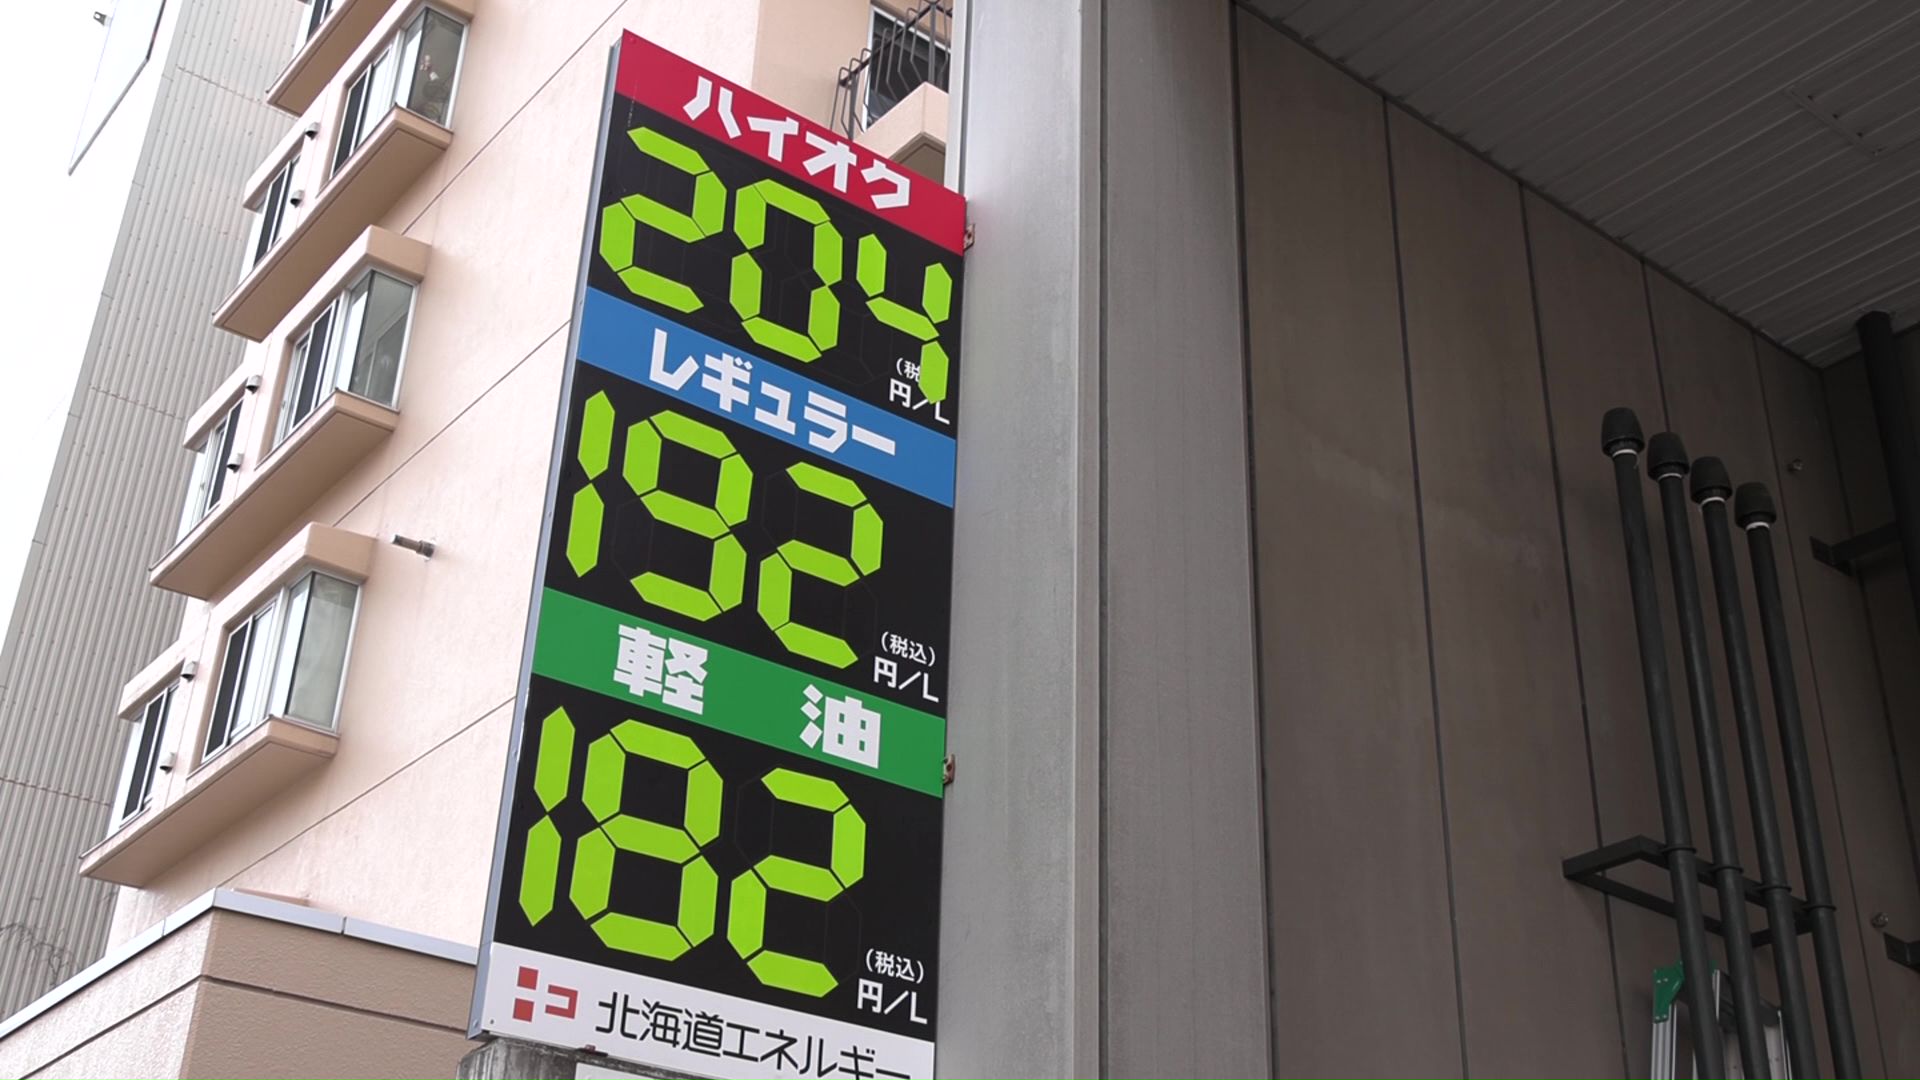 ハイオク
204
(税
円/L
レギュラー
192
(税込)
円/L
軽 油
182
(税込)
円/L
北海道エネルギー